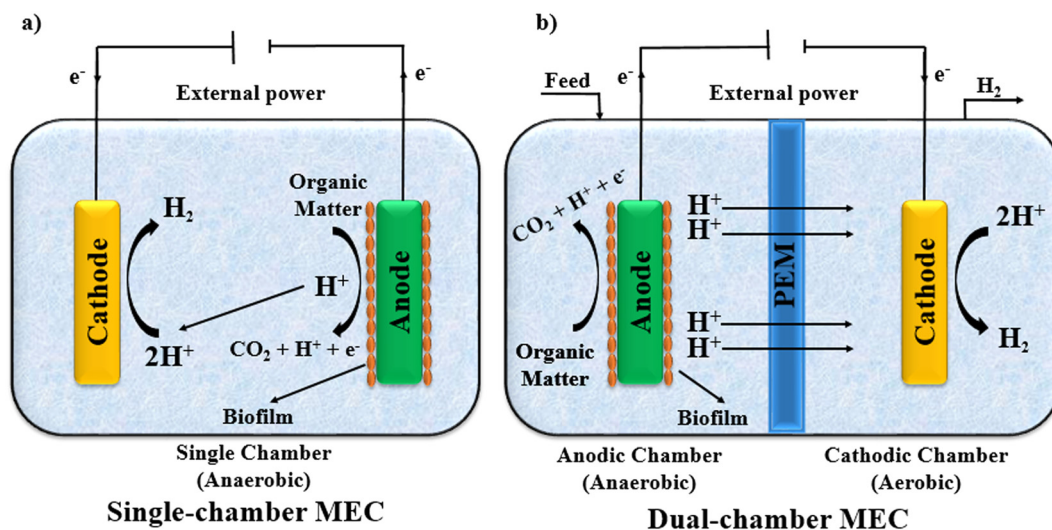 a)
e-
e-
External power
H2
Organic
Matter
Cathode
Anode
H+
2H+
CO2 + H+ + e-
Biofilm
Single Chamber
(Anaerobic)
Single-chamber MEC
b)
Feed
e-
e-
External power
H2
CO2 + H+ + e-
H+
H+
2H+
Anode
PEM
Cathode
H+
H+
H2
Organic
Matter
Biofilm
Anodic Chamber
(Anaerobic)
Cathodic Chamber
(Aerobic)
Dual-chamber MEC